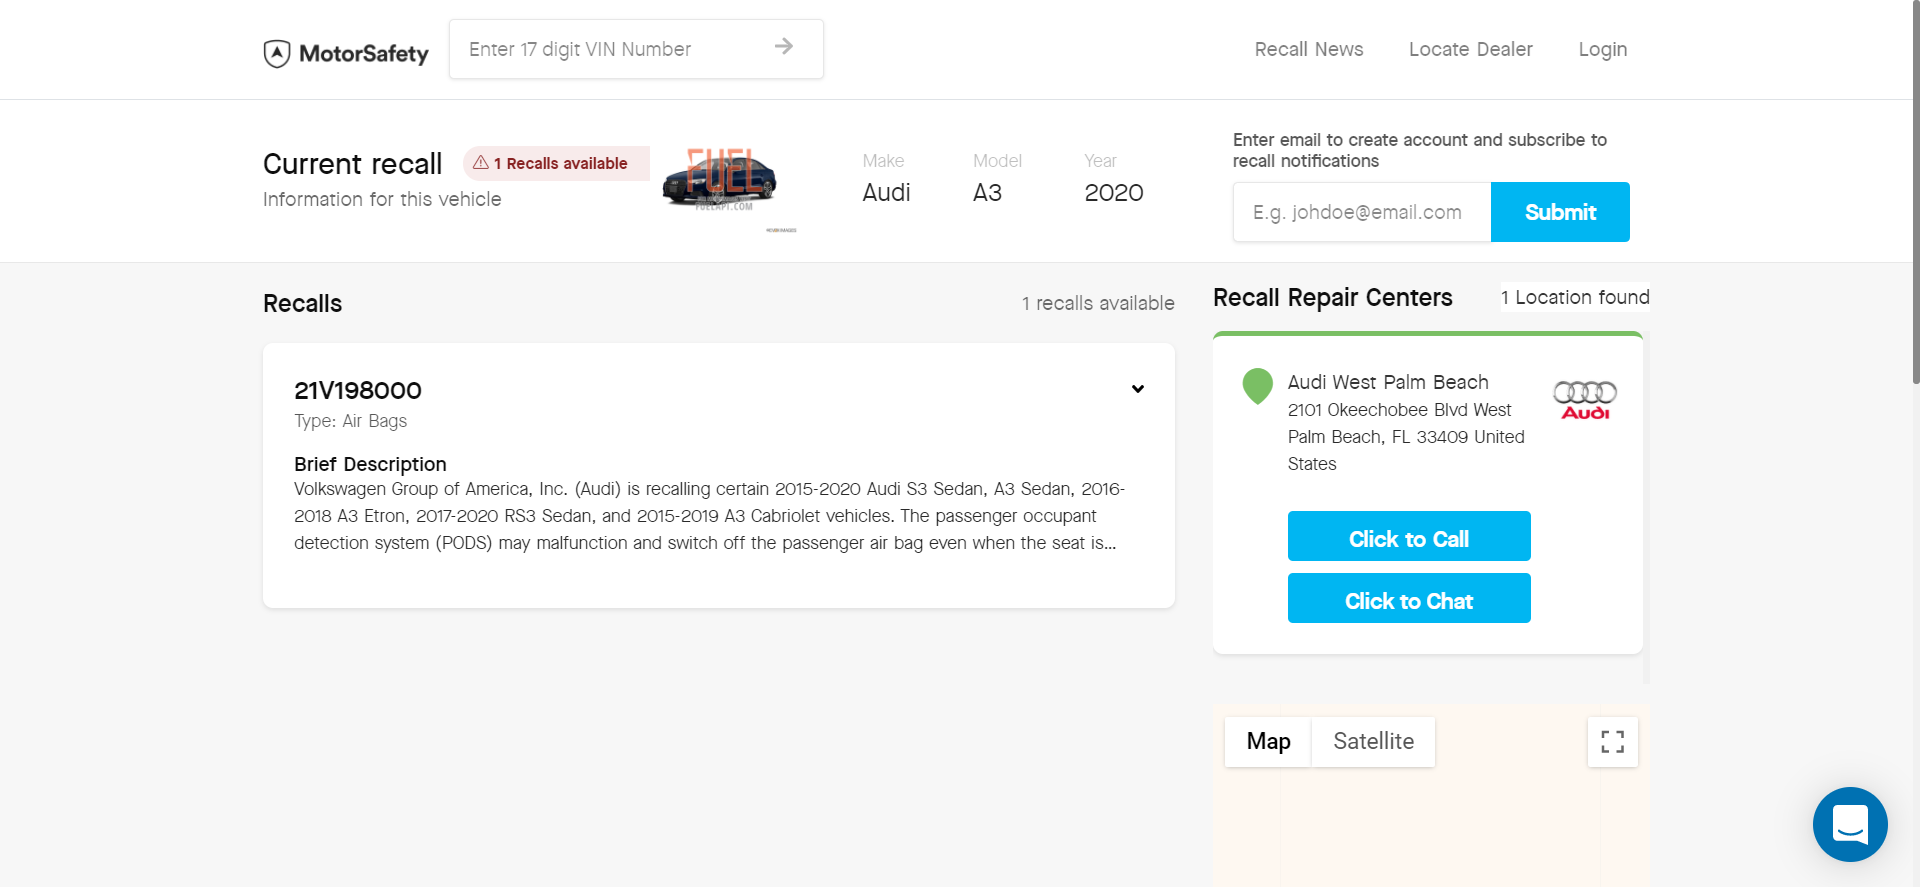 MotorSafety
Enter 17 digit VIN Number
Recall News
Locate Dealer
Login
Current recall
1 Recalls available
Information for this vehicle
FUEL
FUELAPI.COM
Make
Audi
Model
A3
Year
2020
Enter email to create account and subscribe to
recall notifications
E.g. johdoe@email.com
Submit
Recalls
1 recalls available
21V198000
Type: Air Bags
Brief Description
Volkswagen Group of America, Inc. (Audi) is recalling certain 2015-2020 Audi S3 Sedan, A3 Sedan, 2016-
2018 A3 Etron, 2017-2020 RS3 Sedan, and 2015-2019 A3 Cabriolet vehicles. The passenger occupant
detection system (PODS) may malfunction and switch off the passenger air bag even when the seat is...
Recall Repair Centers
1 Location found
Audi West Palm Beach
2101 Okeechobee Blvd West
Palm Beach, FL 33409 United
States
Audi
Click to Call
Click to Chat
Map
Satellite